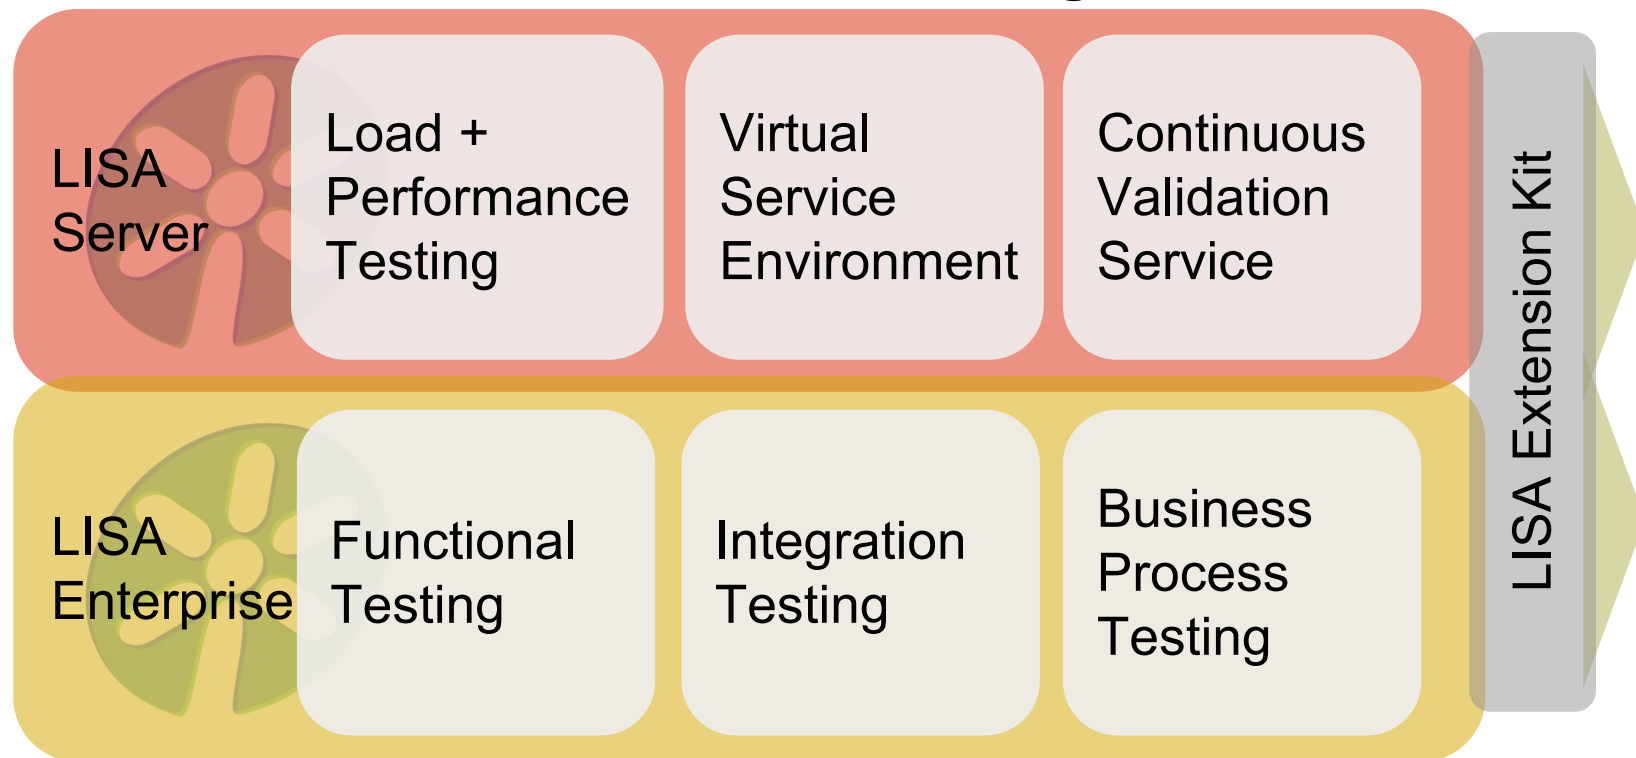 LISA
Server
Load +
Performance
Testing
Virtual
Service
Environment
Continuous
Validation
Service
LISA
Enterprise
Functional
Testing
Integration
Testing
Business
Process
Testing
LISA Extension Kit